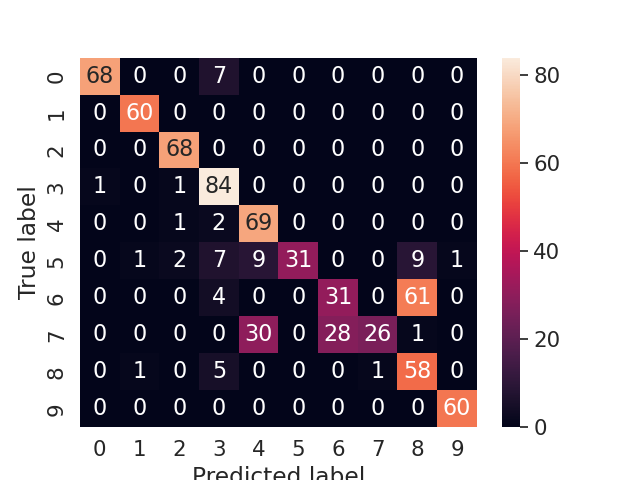 0 68 0 0 7 0 0 0 0 0 0
1 0 60 0 0 0 0 0 0 0 0
2 0 0 68 0 0 0 0 0 0 0
3 1 0 1 84 0 0 0 0 0 0
4 0 0 1 2 69 0 0 0 0 0
5 0 1 2 7 9 31 0 0 9 1
6 0 0 0 4 0 0 31 0 61 0
7 0 0 0 0 30 0 28 26 1 0
8 0 1 0 5 0 0 0 1 58 0
9 0 0 0 0 0 0 0 0 0 60
0 1 2 3 4 5 6 7 8 9
True label
Predicted label
80
60
40
20
0